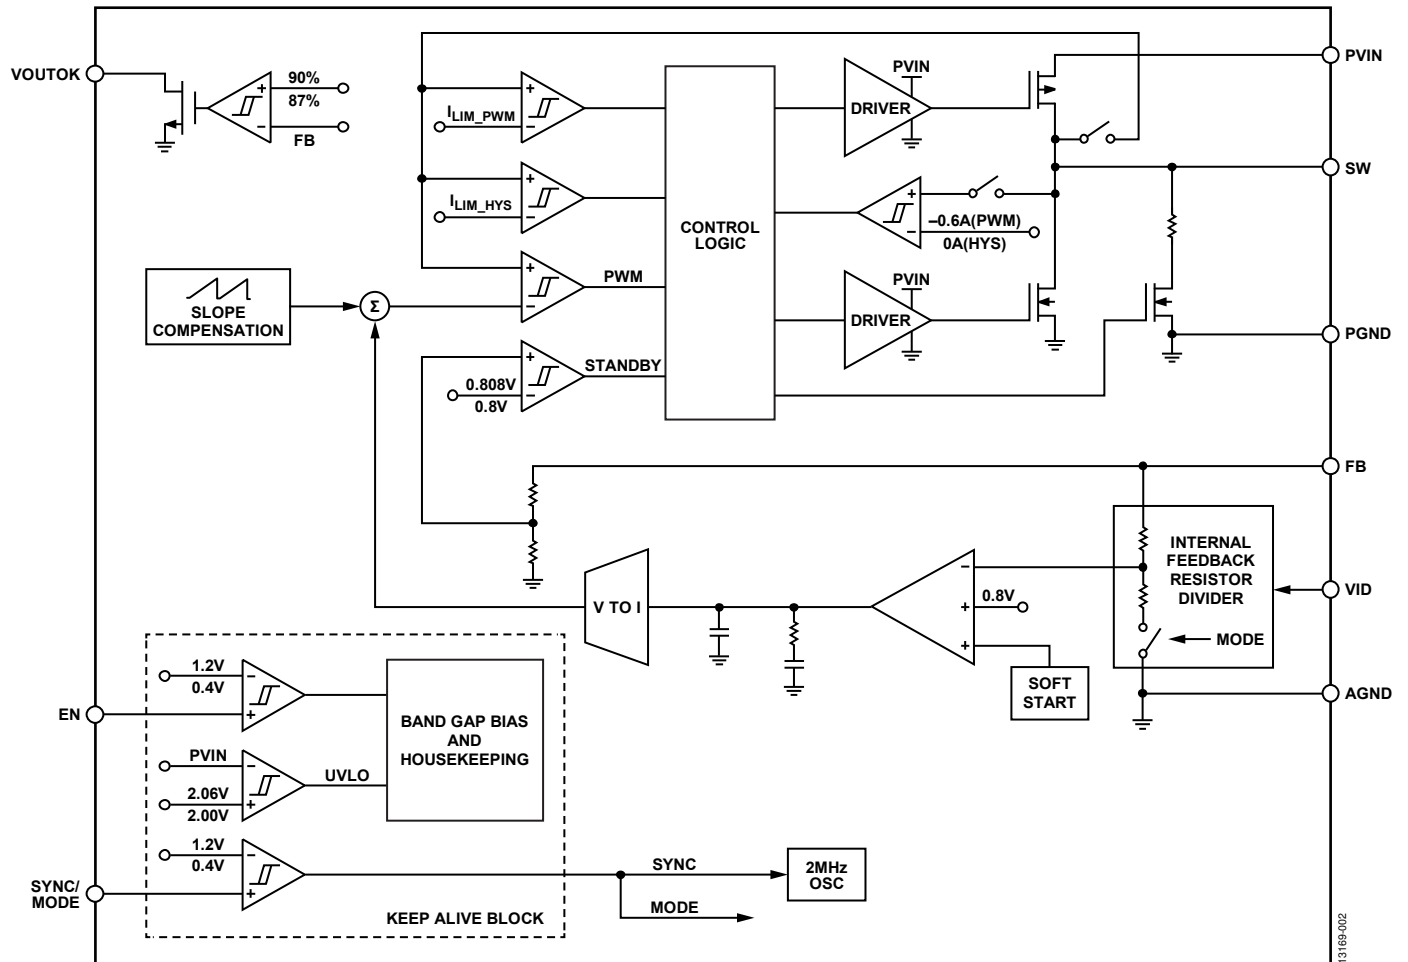 VOUTOK
90%
+
87%
−
FB
+
I_LIM_PWM
−
+
I_LIM_HYS
−
+
PWM
−
+
STANDBY
0.808V
−
0.8V
SLOPE
COMPENSATION
Σ
CONTROL
LOGIC
PVIN
DRIVER
+
−0.6A(PWM)
−
0A(HYS)
PVIN
DRIVER
PVIN
SW
PGND
FB
INTERNAL
FEEDBACK
RESISTOR
DIVIDER
MODE
VID
AGND
V TO I
−
0.8V
+
+
SOFT
START
1.2V
−
0.4V
EN
+
BAND GAP BIAS
AND
HOUSEKEEPING
PVIN
−
UVLO
2.06V
+
2.00V
1.2V
−
0.4V
SYNC/
MODE
+
KEEP ALIVE BLOCK
SYNC
2MHz
OSC
MODE
13169-002